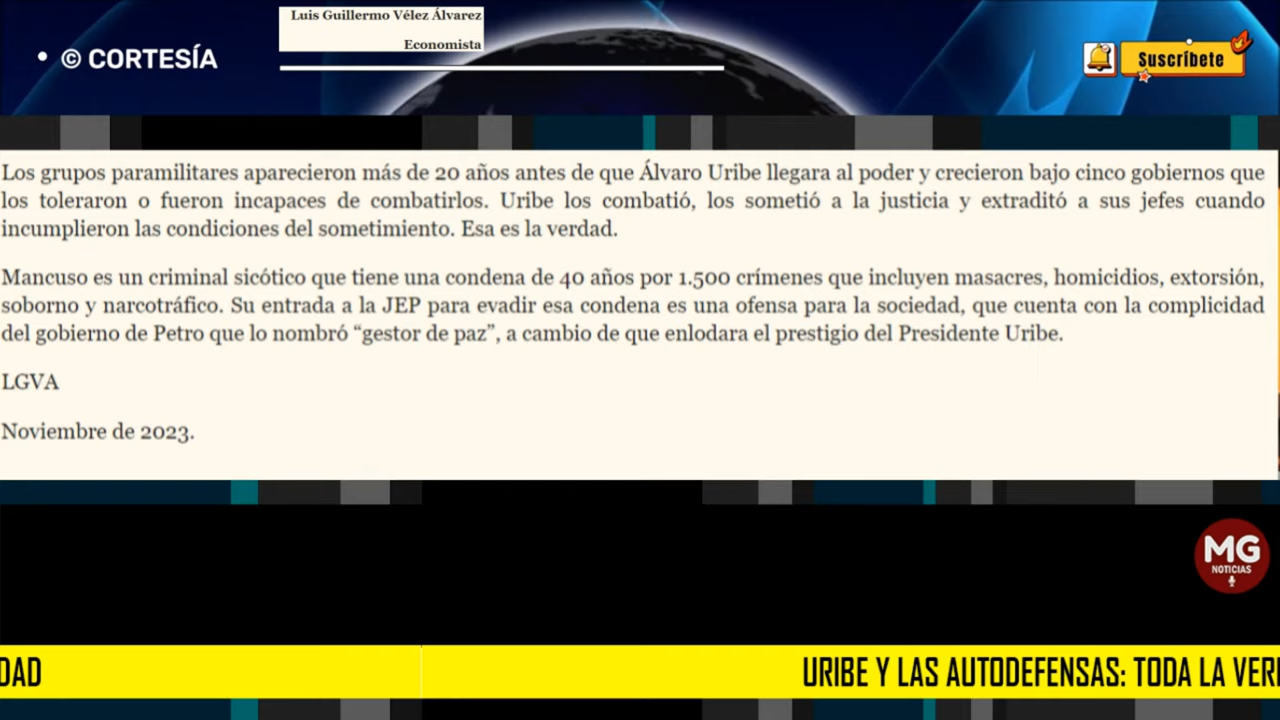 Luis Guillermo Vélez Álvarez
Economista
• © CORTESÍA
Suscríbete
Los grupos paramilitares aparecieron más de 20 años antes de que Álvaro Uribe llegara al poder y crecieron bajo cinco gobiernos que
los toleraron o fueron incapaces de combatirlos. Uribe los combatió, los sometió a la justicia y extraditó a sus jefes cuando
incumplieron las condiciones del sometimiento. Esa es la verdad.
Mancuso es un criminal sicótico que tiene una condena de 40 años por 1.500 crímenes que incluyen masacres, homicidios, extorsión,
soborno y narcotráfico. Su entrada a la JEP para evadir esa condena es una ofensa para la sociedad, que cuenta con la complicidad
del gobierno de Petro que lo nombró “gestor de paz”, a cambio de que enlodara el prestigio del Presidente Uribe.
LGVA
Noviembre de 2023.
MG
NOTICIAS
DAD
URIBE Y LAS AUTODEFENSAS: TODA LA VER